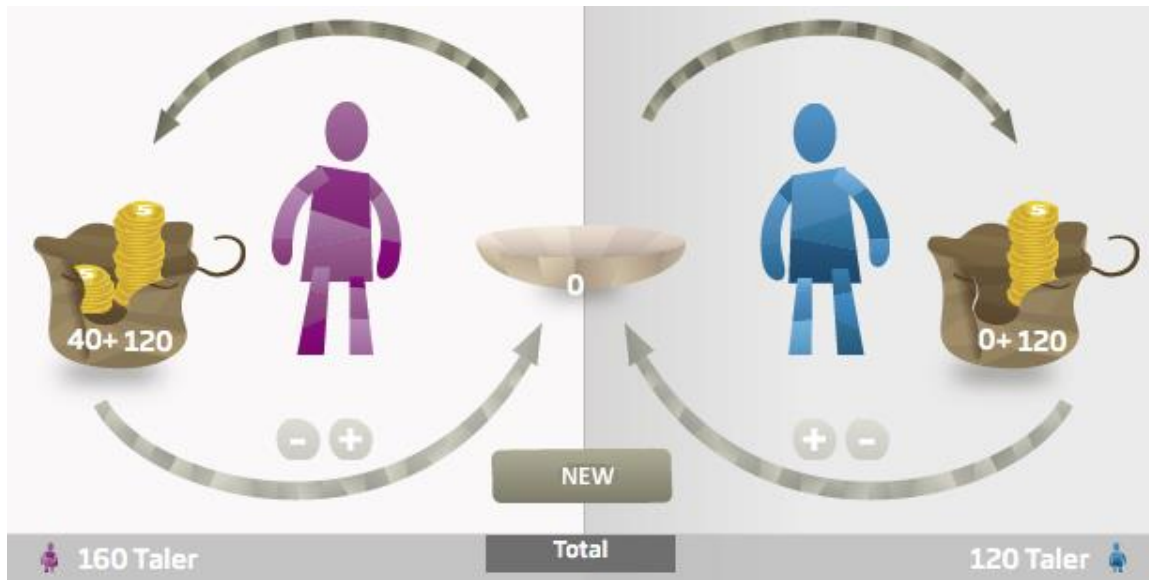 S
S
S
0
40+ 120
0+ 120
- +
+ -
NEW
Total
160 Taler
120 Taler